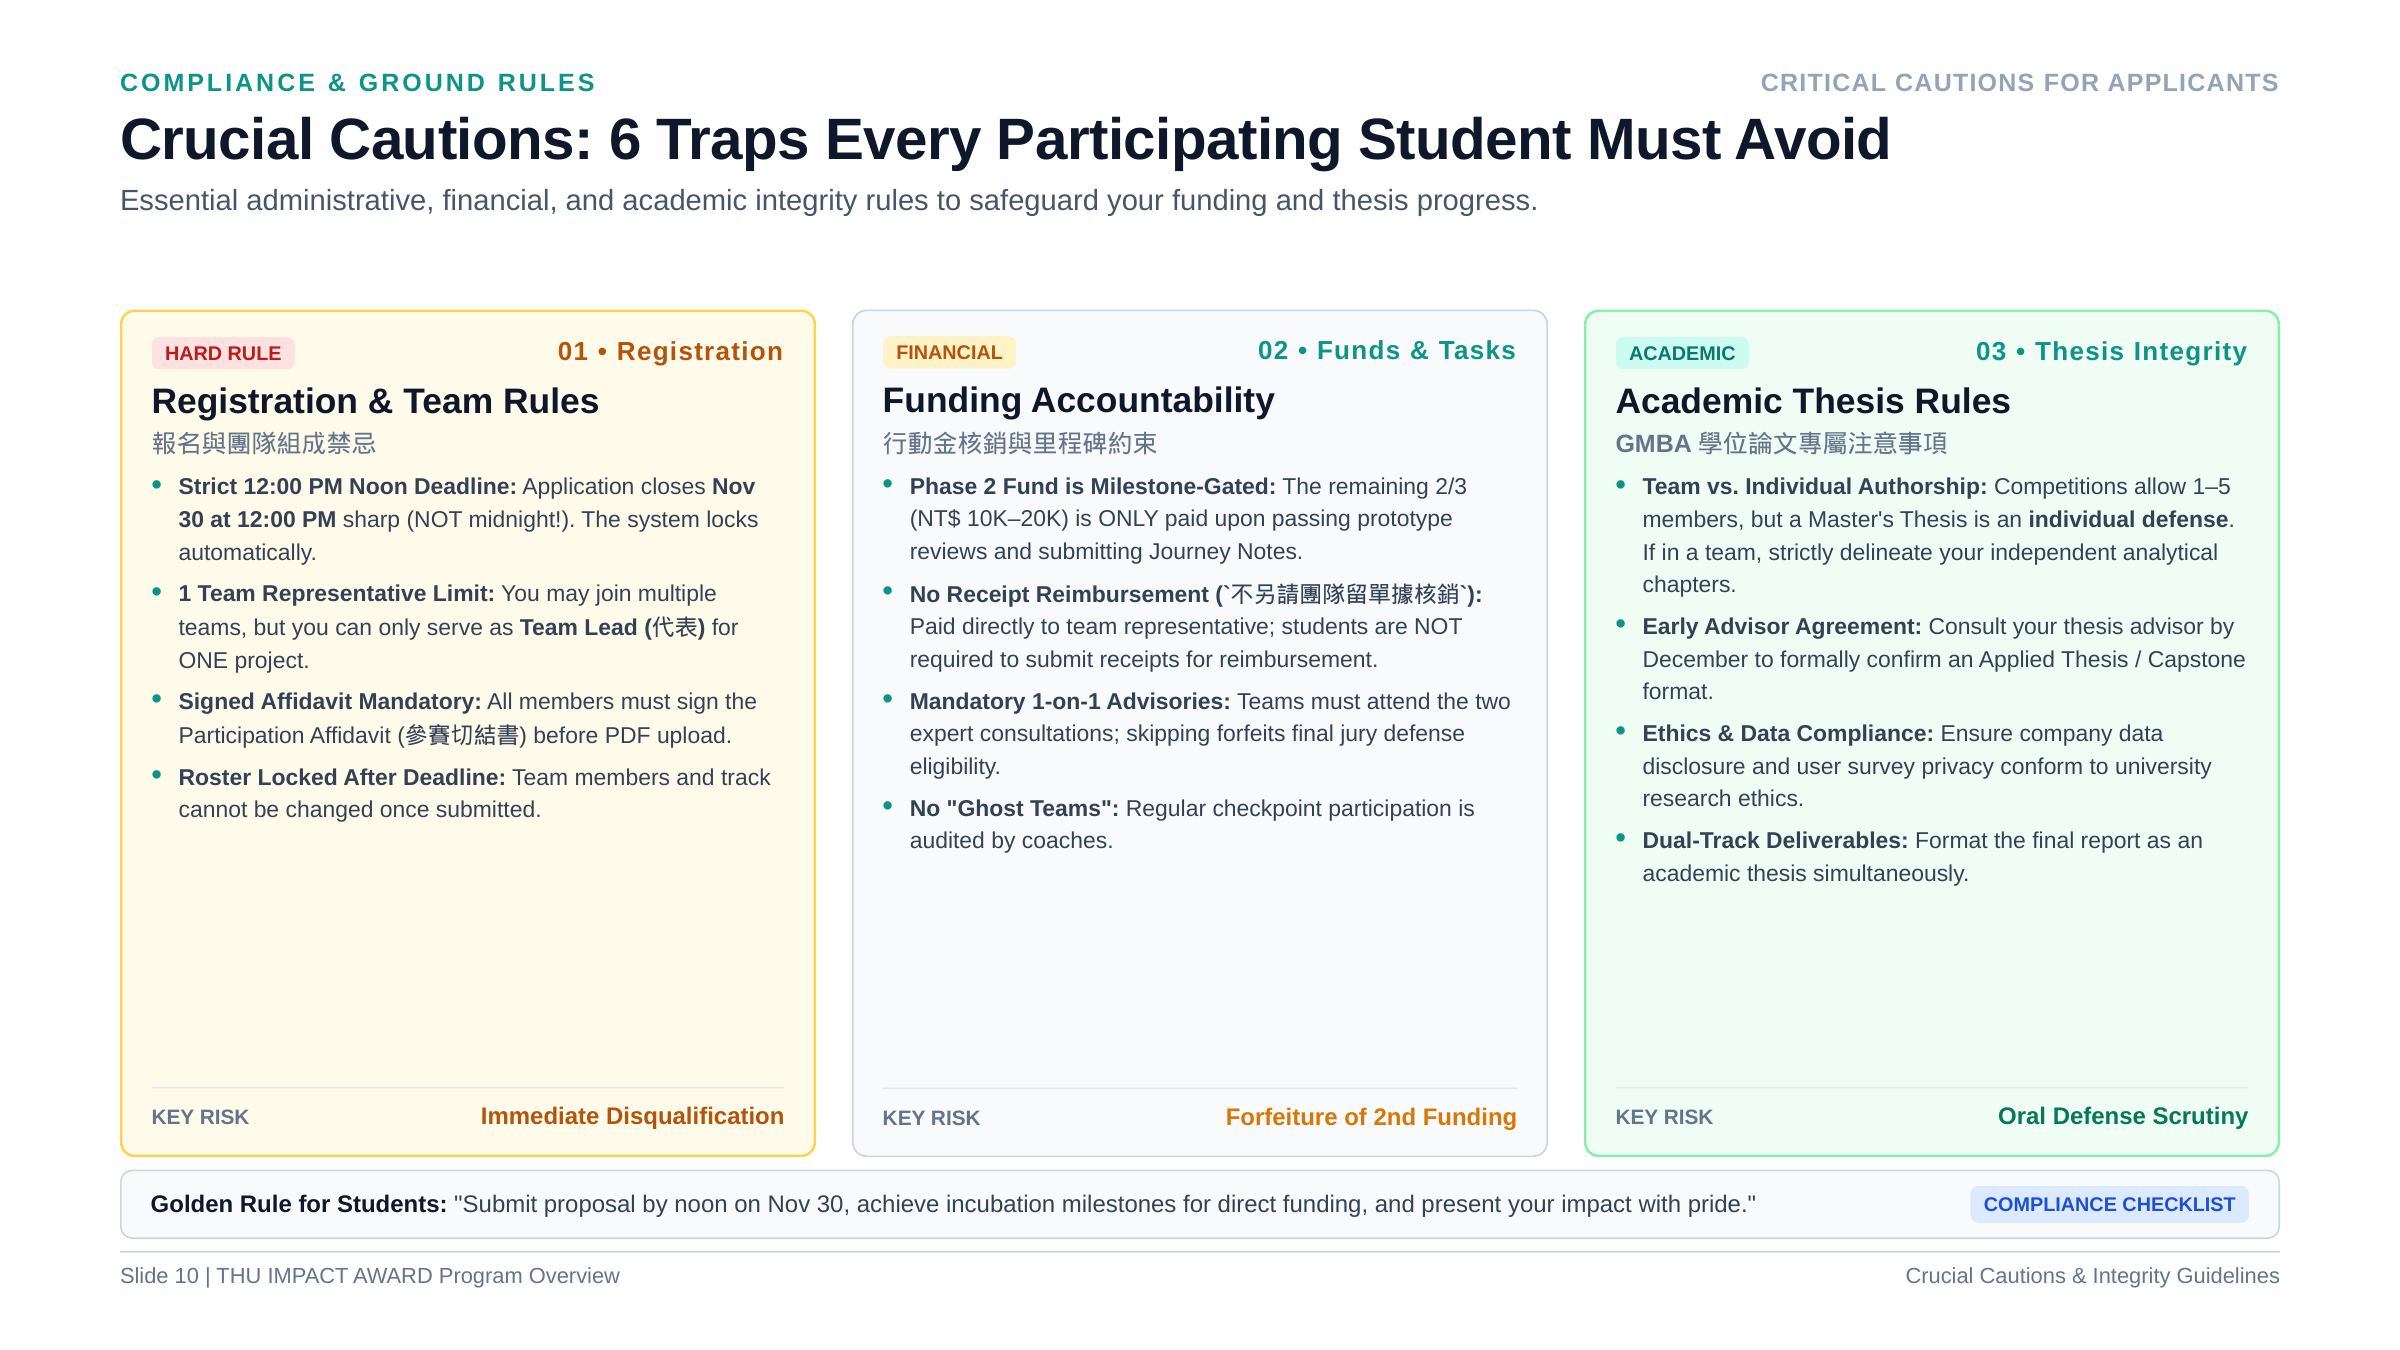 COMPLIANCE & GROUND RULES
CRITICAL CAUTIONS FOR APPLICANTS
Crucial Cautions: 6 Traps Every Participating Student Must Avoid
Essential administrative, financial, and academic integrity rules to safeguard your funding and thesis progress.
HARD RULE
01 • Registration
Registration & Team Rules
報名與團隊組成禁忌
• Strict 12:00 PM Noon Deadline: Application closes Nov
30 at 12:00 PM sharp (NOT midnight!). The system locks
automatically.
• 1 Team Representative Limit: You may join multiple
teams, but you can only serve as Team Lead (代表) for
ONE project.
• Signed Affidavit Mandatory: All members must sign the
Participation Affidavit (參賽切結書) before PDF upload.
• Roster Locked After Deadline: Team members and track
cannot be changed once submitted.
KEY RISK
Immediate Disqualification
FINANCIAL
02 • Funds & Tasks
Funding Accountability
行動金核銷與里程碑約束
• Phase 2 Fund is Milestone-Gated: The remaining 2/3
(NT$ 10K–20K) is ONLY paid upon passing prototype
reviews and submitting Journey Notes.
• No Receipt Reimbursement (`不另請團隊留單據核銷`):
Paid directly to team representative; students are NOT
required to submit receipts for reimbursement.
• Mandatory 1-on-1 Advisories: Teams must attend the two
expert consultations; skipping forfeits final jury defense
eligibility.
• No "Ghost Teams": Regular checkpoint participation is
audited by coaches.
KEY RISK
Forfeiture of 2nd Funding
ACADEMIC
03 • Thesis Integrity
Academic Thesis Rules
GMBA 學位論文專屬注意事項
• Team vs. Individual Authorship: Competitions allow 1–5
members, but a Master's Thesis is an individual defense.
If in a team, strictly delineate your independent analytical
chapters.
• Early Advisor Agreement: Consult your thesis advisor by
December to formally confirm an Applied Thesis / Capstone
format.
• Ethics & Data Compliance: Ensure company data
disclosure and user survey privacy conform to university
research ethics.
• Dual-Track Deliverables: Format the final report as an
academic thesis simultaneously.
KEY RISK
Oral Defense Scrutiny
Golden Rule for Students: "Submit proposal by noon on Nov 30, achieve incubation milestones for direct funding, and present your impact with pride."
COMPLIANCE CHECKLIST
Slide 10 | THU IMPACT AWARD Program Overview
Crucial Cautions & Integrity Guidelines